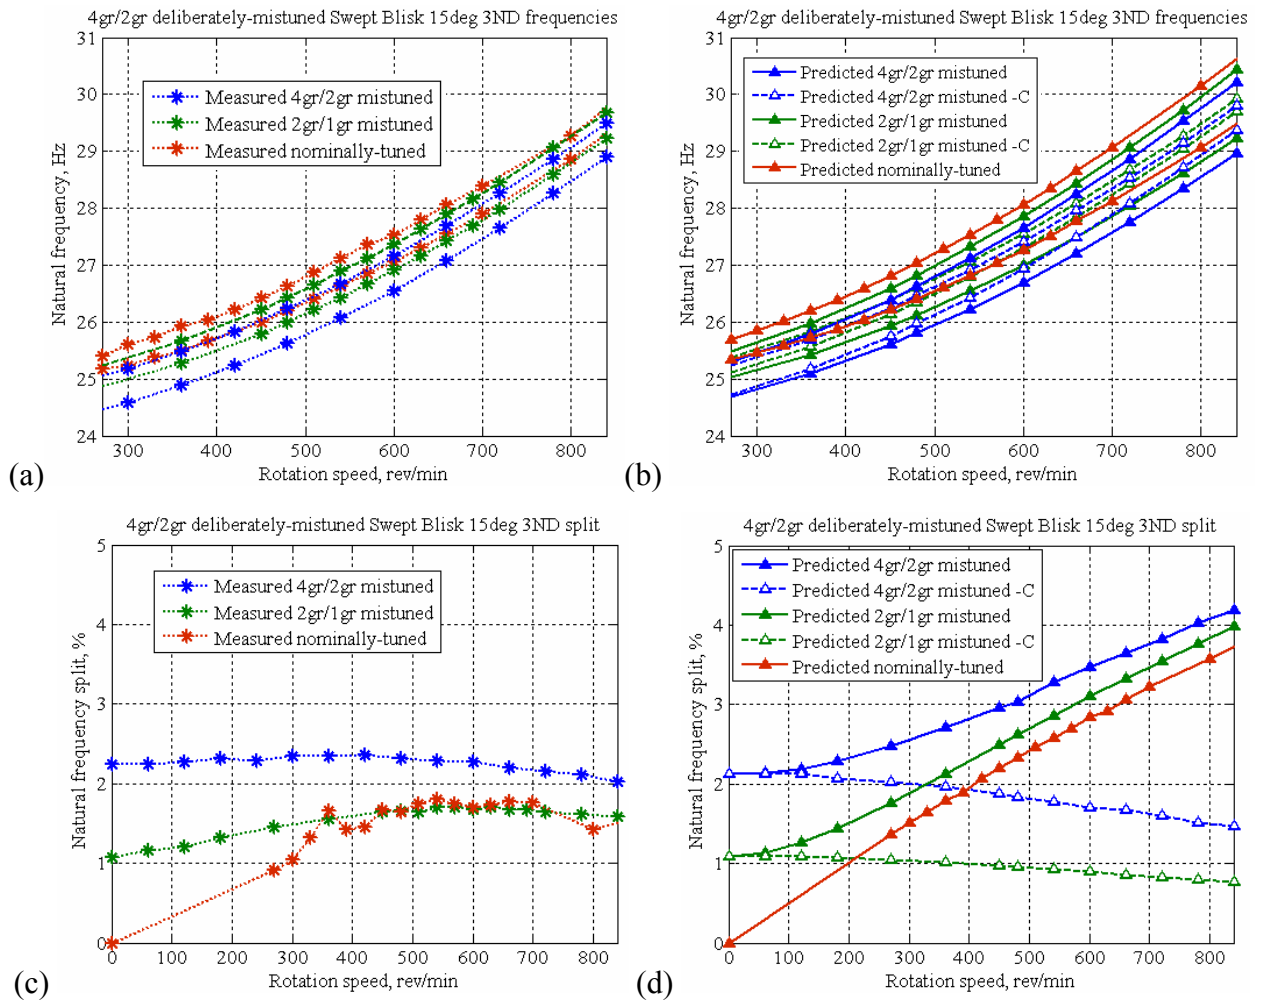 4gr/2gr deliberately-mistuned Swept Blisk 15deg 3ND frequencies
31
30
29
28
27
26
25
24
Natural frequency, Hz
Measured 4gr/2gr mistuned
Measured 2gr/1gr mistuned
Measured nominally-tuned
300 400 500 600 700 800
Rotation speed, rev/min
(a)
4gr/2gr deliberately-mistuned Swept Blisk 15deg 3ND frequencies
31
30
29
28
27
26
25
24
Natural frequency, Hz
Predicted 4gr/2gr mistuned
Predicted 4gr/2gr mistuned -C
Predicted 2gr/1gr mistuned
Predicted 2gr/1gr mistuned -C
Predicted nominally-tuned
300 400 500 600 700 800
Rotation speed, rev/min
(b)
4gr/2gr deliberately-mistuned Swept Blisk 15deg 3ND split
5
4
3
2
1
0
Natural frequency split, %
Measured 4gr/2gr mistuned
Measured 2gr/1gr mistuned
Measured nominally-tuned
0 100 200 300 400 500 600 700 800
Rotation speed, rev/min
(c)
4gr/2gr deliberately-mistuned Swept Blisk 15deg 3ND split
5
4
3
2
1
0
Natural frequency split, %
Predicted 4gr/2gr mistuned
Predicted 4gr/2gr mistuned -C
Predicted 2gr/1gr mistuned
Predicted 2gr/1gr mistuned -C
Predicted nominally-tuned
0 100 200 300 400 500 600 700 800
Rotation speed, rev/min
(d)